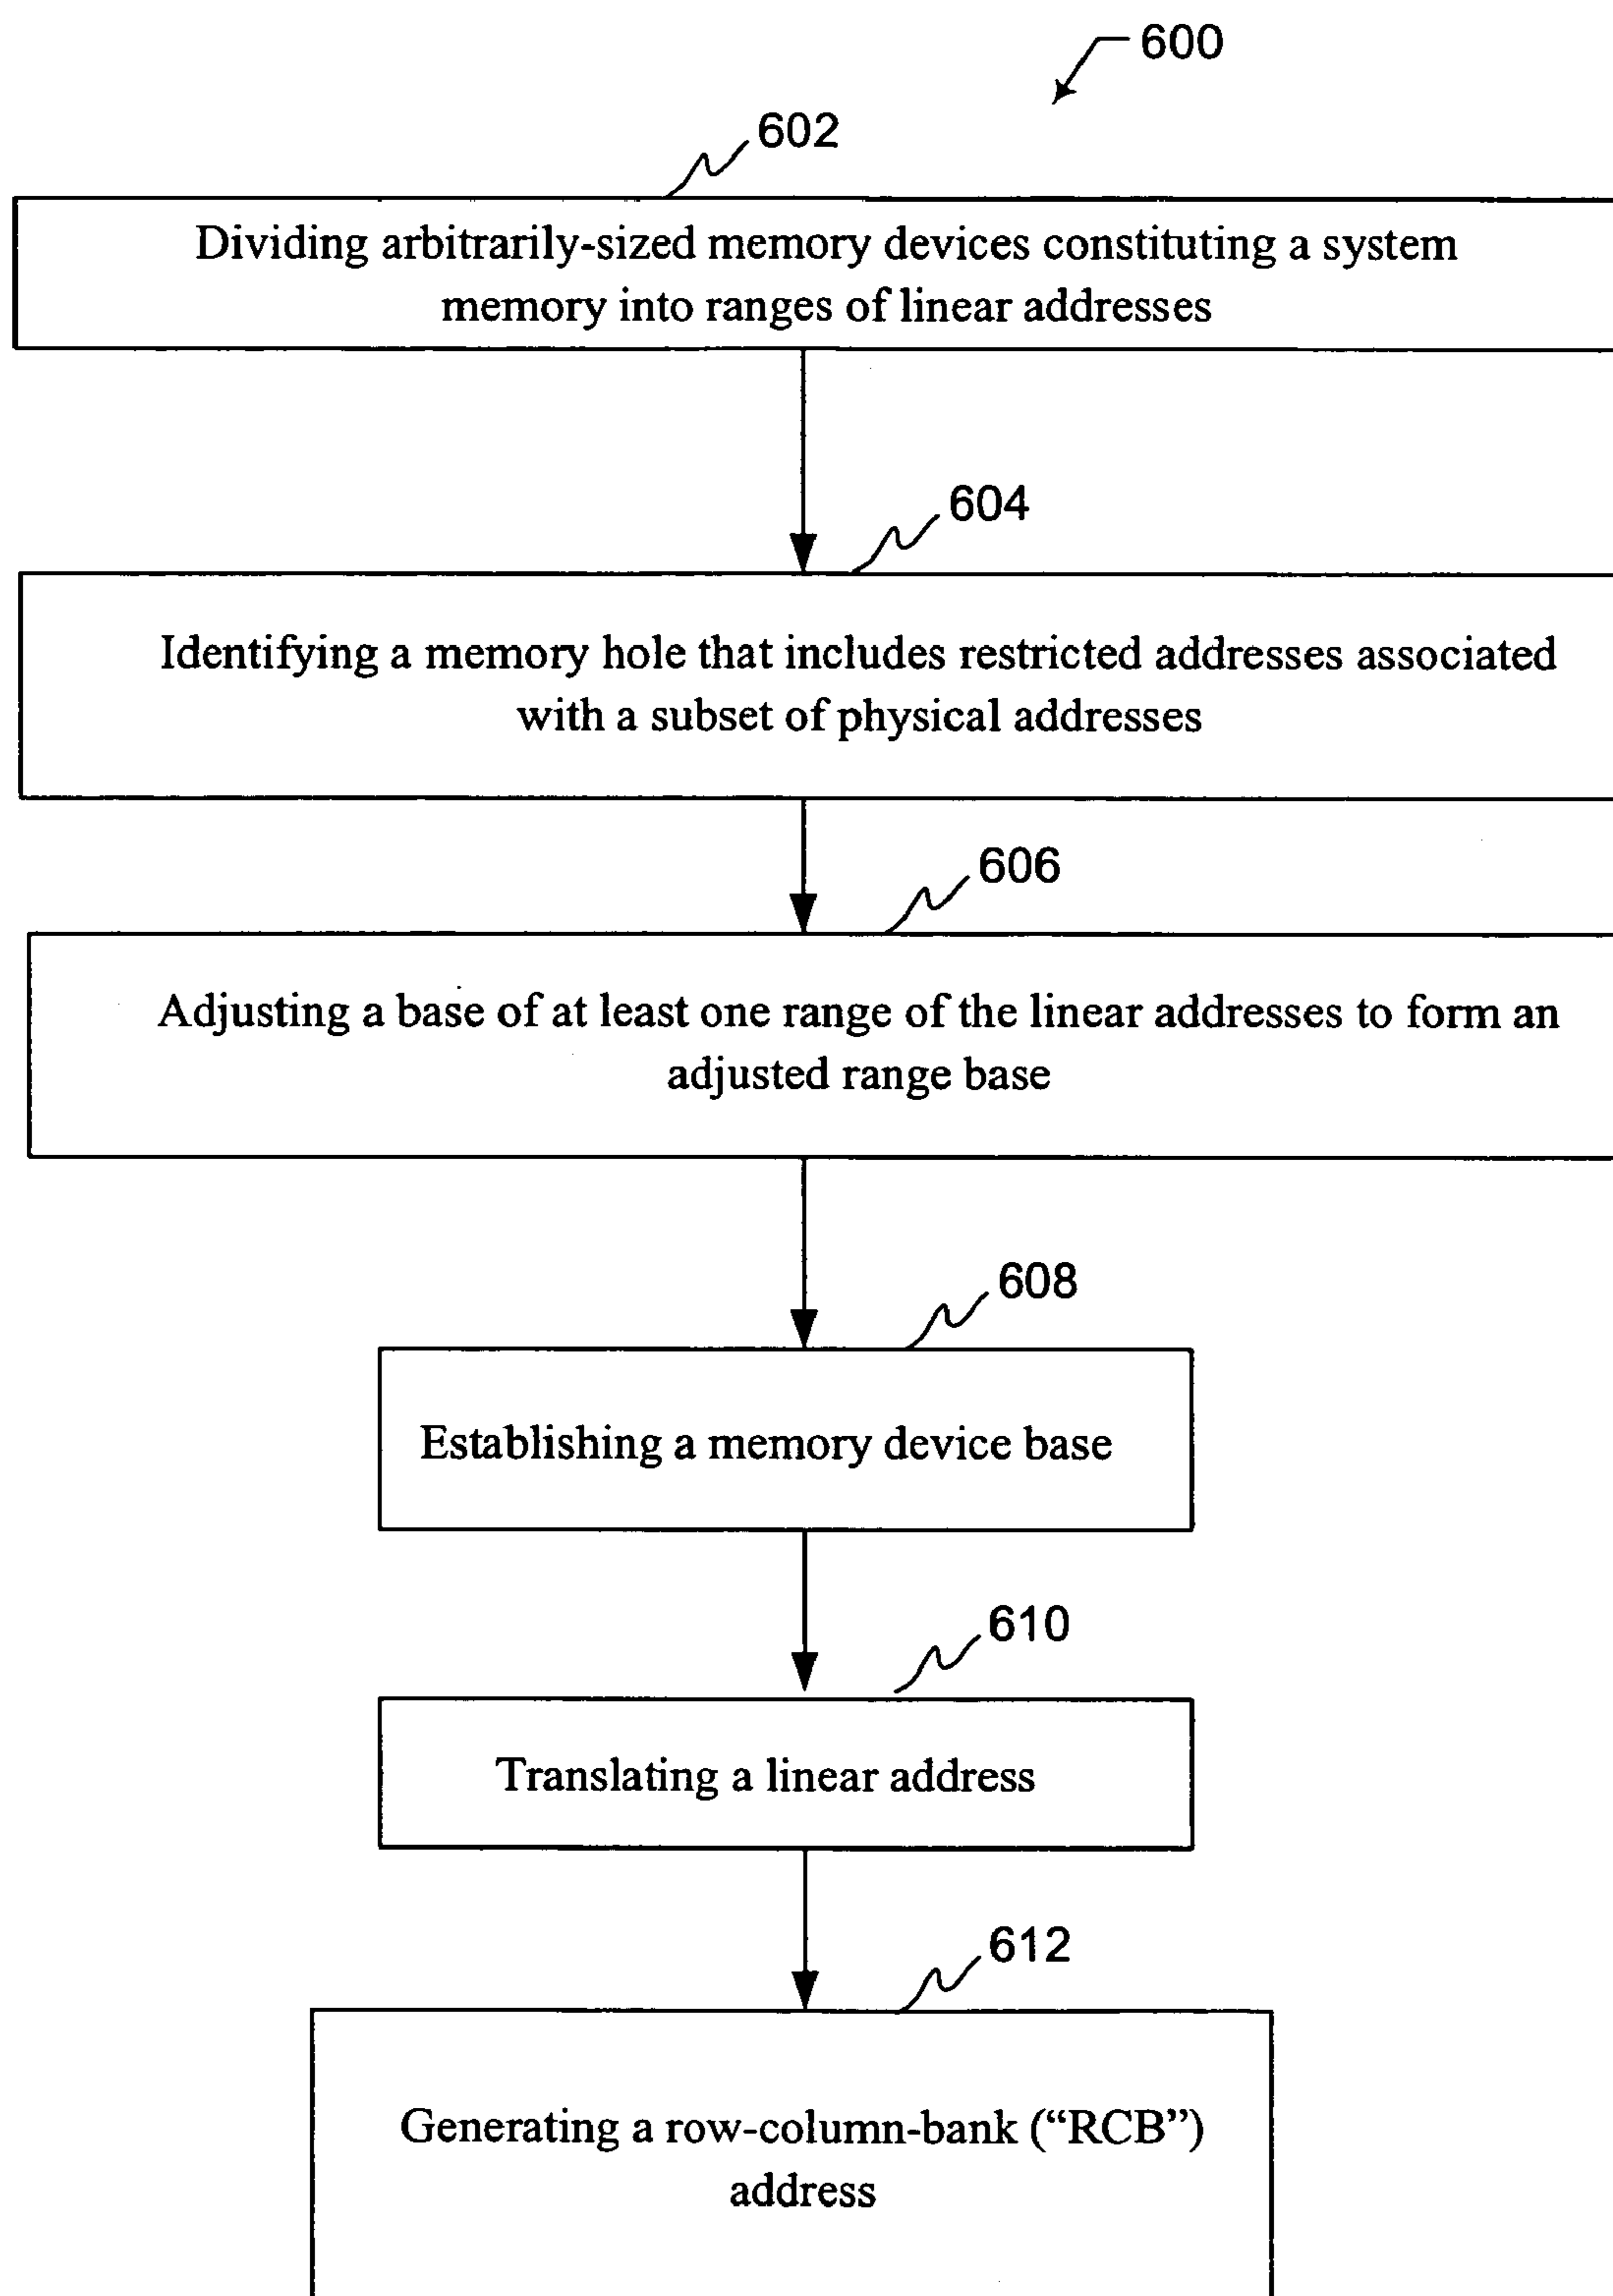 600
602
Dividing arbitrarily-sized memory devices constituting a system
memory into ranges of linear addresses
604
Identifying a memory hole that includes restricted addresses associated
with a subset of physical addresses
606
Adjusting a base of at least one range of the linear addresses to form an
adjusted range base
608
Establishing a memory device base
610
Translating a linear address
612
Generating a row-column-bank (“RCB”)
address